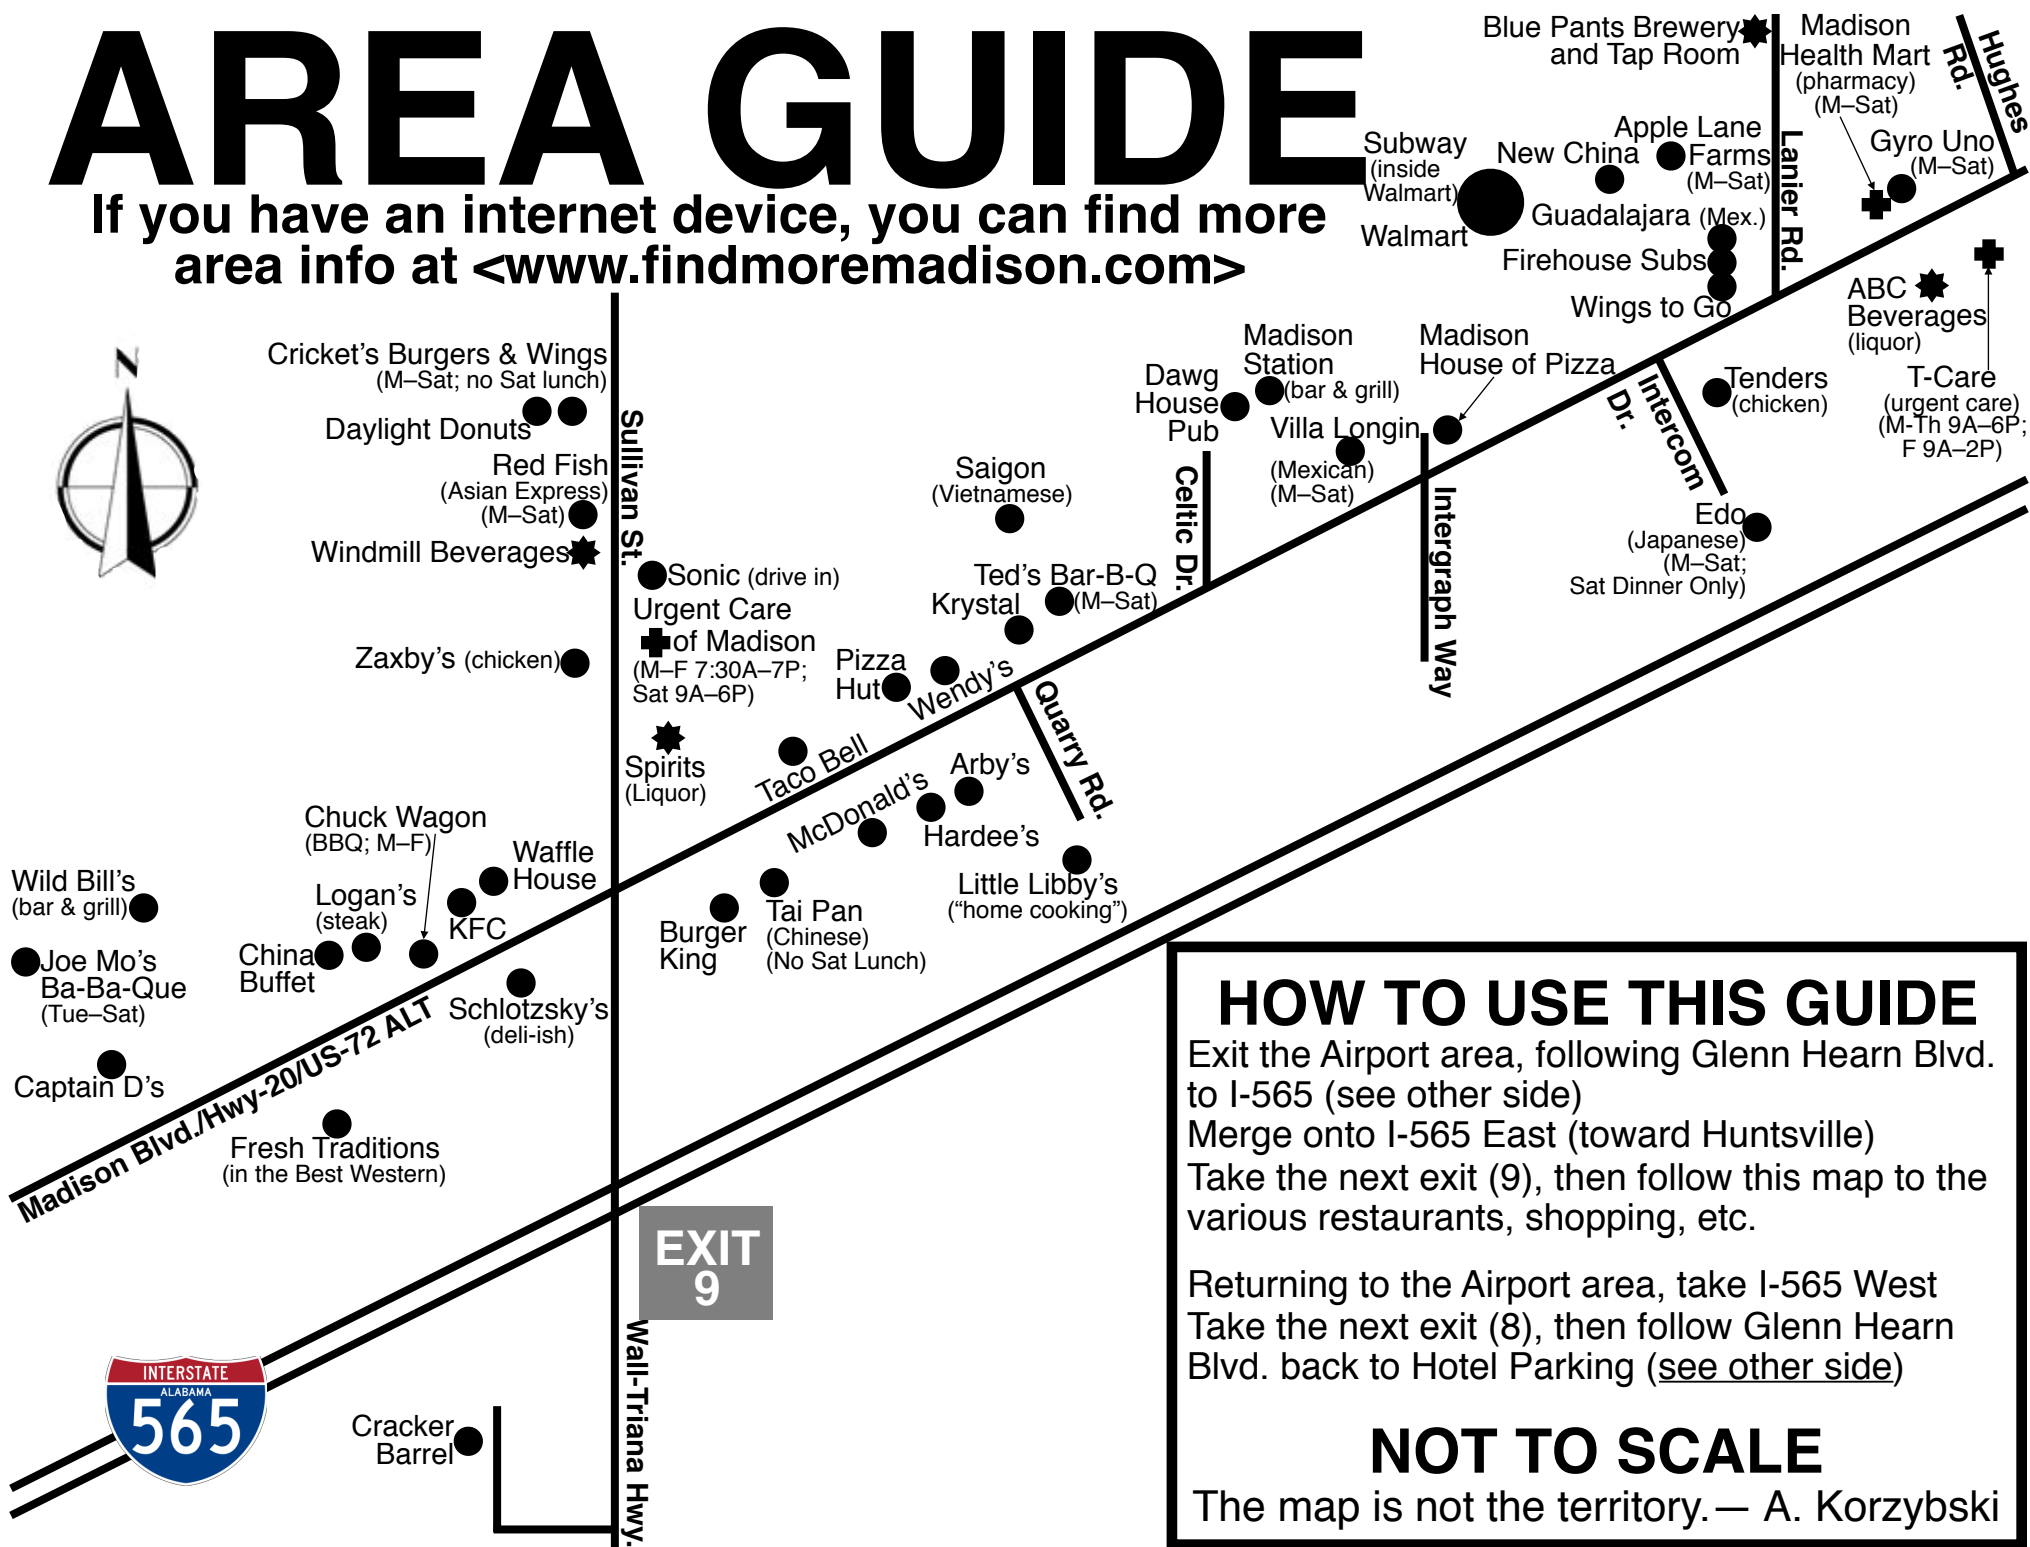 AREA GUIDE
If you have an internet device, you can find more
area info at <www.findmoremadison.com>
Blue Pants Brewery
and Tap Room
Madison
Health Mart
(pharmacy)
(M–Sat)
Hughes
Rd.
Subway
(inside
Walmart)
Walmart
New China
Apple Lane
Farms
(M–Sat)
Lanier Rd.
Gyro Uno
(M–Sat)
Guadalajara (Mex.)
Firehouse Subs
Wings to Go
ABC
Beverages
(liquor)
T-Care
(urgent care)
(M-Th 9A–6P;
F 9A–2P)
N
Cricket's Burgers & Wings
(M–Sat; no Sat lunch)
Daylight Donuts
Red Fish
(Asian Express)
(M–Sat)
Windmill Beverages
Sullivan St.
Zaxby's (chicken)
Sonic (drive in)
Urgent Care
of Madison
(M–F 7:30A–7P;
Sat 9A–6P)
Spirits
(Liquor)
Saigon
(Vietnamese)
Ted's Bar-B-Q
(M–Sat)
Krystal
Pizza
Hut
Wendy's
Taco Bell
Dawg
House
Pub
Madison
Station
(bar & grill)
Madison
House of Pizza
Villa Longin
(Mexican)
(M–Sat)
Celtic Dr.
Intergraph Way
Intercom
Dr.
Tenders
(chicken)
Edo
(Japanese)
(M–Sat;
Sat Dinner Only)
Quarry Rd.
McDonald's
Arby's
Hardee's
Little Libby's
("home cooking")
Burger
King
Tai Pan
(Chinese)
(No Sat Lunch)
Chuck Wagon
(BBQ; M–F)
Waffle
House
Logan's
(steak)
KFC
China
Buffet
Wild Bill's
(bar & grill)
Joe Mo's
Ba-Ba-Que
(Tue–Sat)
Captain D's
Schlotzsky's
(deli-ish)
Fresh Traditions
(in the Best Western)
Madison Blvd./Hwy-20/US-72 ALT
EXIT
9
Wall-Triana Hwy.
INTERSTATE
ALABAMA
565
Cracker
Barrel
HOW TO USE THIS GUIDE
Exit the Airport area, following Glenn Hearn Blvd.
to I-565 (see other side)
Merge onto I-565 East (toward Huntsville)
Take the next exit (9), then follow this map to the
various restaurants, shopping, etc.
Returning to the Airport area, take I-565 West
Take the next exit (8), then follow Glenn Hearn
Blvd. back to Hotel Parking (see other side)
NOT TO SCALE
The map is not the territory.— A. Korzybski